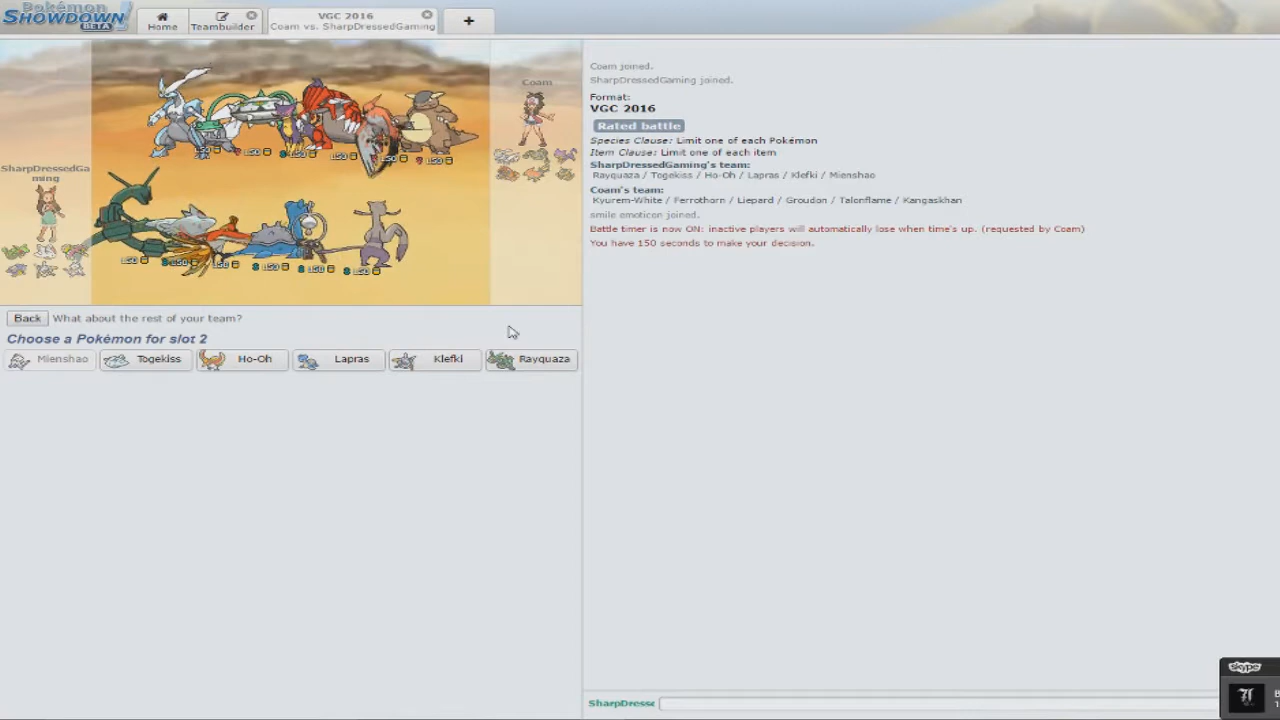 Pokémon
SHOWDOWN
BETA
Home
Teambuilder
VGC 2016
Coam vs. SharpDressedGaming
+
Coam
SharpDressedGa
ming
Back What about the rest of your team?
Choose a Pokémon for slot 2
Mienshao Togekiss Ho-Oh Lapras Klefki Rayquaza
Coam joined.
SharpDressedGaming joined.
Format:
VGC 2016
Rated battle
Species Clause: Limit one of each Pokémon
Item Clause: Limit one of each item
SharpDressedGaming's team:
Rayquaza / Togekiss / Ho-Oh / Lapras / Klefki / Mienshao
Coam's team:
Kyurem-White / Ferrothorn / Liepard / Groudon / Talonflame / Kangaskhan
smile emoticon joined.
Battle timer is now ON: inactive players will automatically lose when time's up. (requested by Coam)
You have 150 seconds to make your decision.
SharpDresse
skype